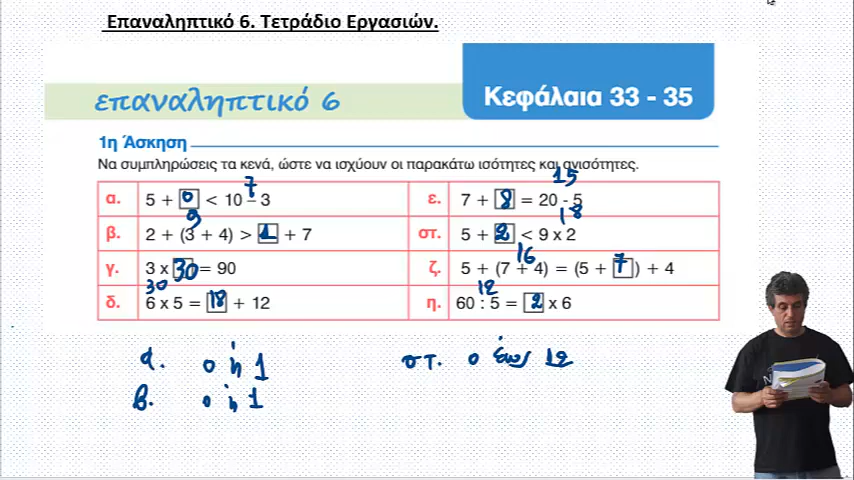 Επαναληπτικό 6. Τετράδιο Εργασιών.
επαναληπτικό 6
Κεφάλαια 33 - 35
1η Άσκηση
Να συμπληρώσεις τα κενά, ώστε να ισχύουν οι παρακάτω ισότητες και ανισότητες.
7
α. 5 + 0 < 10 - 3
15
ε. 7 + 8 = 20 - 5
9
β. 2 + (3 + 4) > 1 + 7
18
στ. 5 + 2 < 9 x 2
γ. 3 x 30 = 90
16
ζ. 5 + (7 + 4) = (5 + 7) + 4
30
δ. 6 x 5 = 18 + 12
12
η. 60 : 5 = 2 x 6
α. 0 ή 1
στ. 0 έως 12
β. 0 ή 1